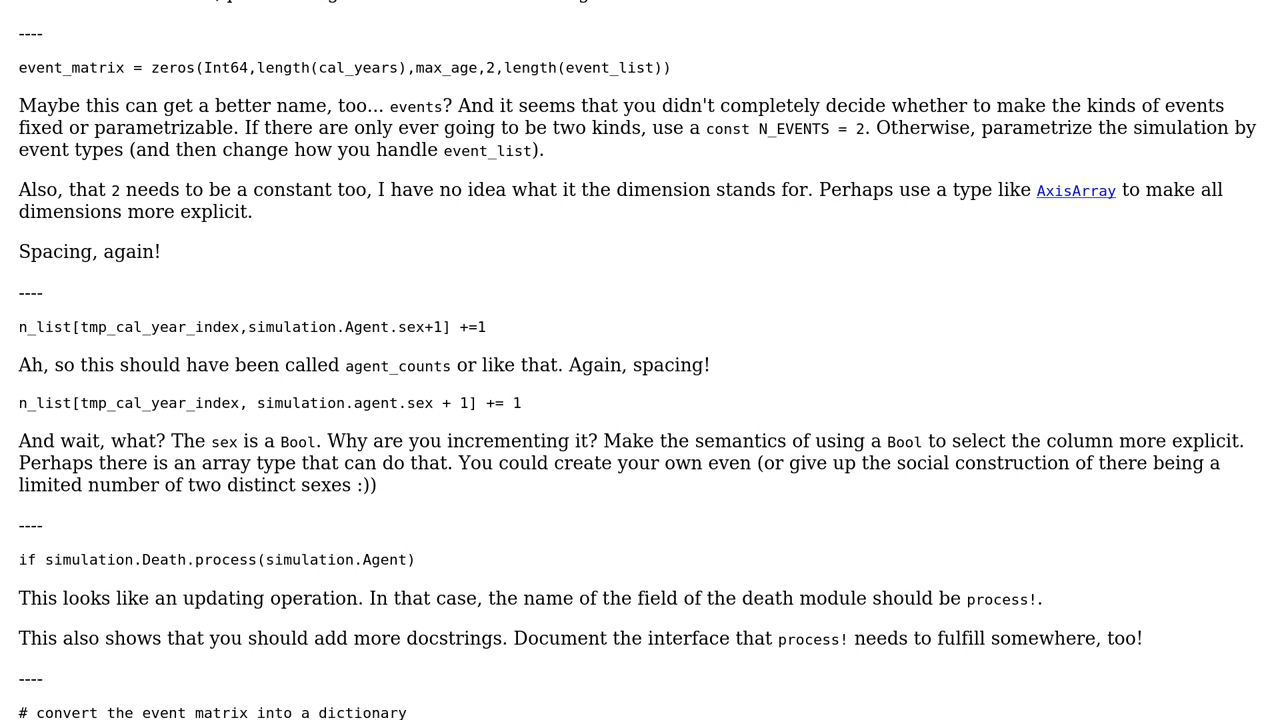 ----
event_matrix = zeros(Int64,length(cal_years),max_age,2,length(event_list))
Maybe this can get a better name, too... events? And it seems that you didn't completely decide whether to make the kinds of events
fixed or parametrizable. If there are only ever going to be two kinds, use a const N_EVENTS = 2. Otherwise, parametrize the simulation by
event types (and then change how you handle event_list).
Also, that 2 needs to be a constant too, I have no idea what it the dimension stands for. Perhaps use a type like AxisArray to make all
dimensions more explicit.
Spacing, again!
----
n_list[tmp_cal_year_index,simulation.Agent.sex+1] +=1
Ah, so this should have been called agent_counts or like that. Again, spacing!
n_list[tmp_cal_year_index, simulation.agent.sex + 1] += 1
And wait, what? The sex is a Bool. Why are you incrementing it? Make the semantics of using a Bool to select the column more explicit.
Perhaps there is an array type that can do that. You could create your own even (or give up the social construction of there being a
limited number of two distinct sexes :))
----
if simulation.Death.process(simulation.Agent)
This looks like an updating operation. In that case, the name of the field of the death module should be process!.
This also shows that you should add more docstrings. Document the interface that process! needs to fulfill somewhere, too!
----
# convert the event matrix into a dictionary